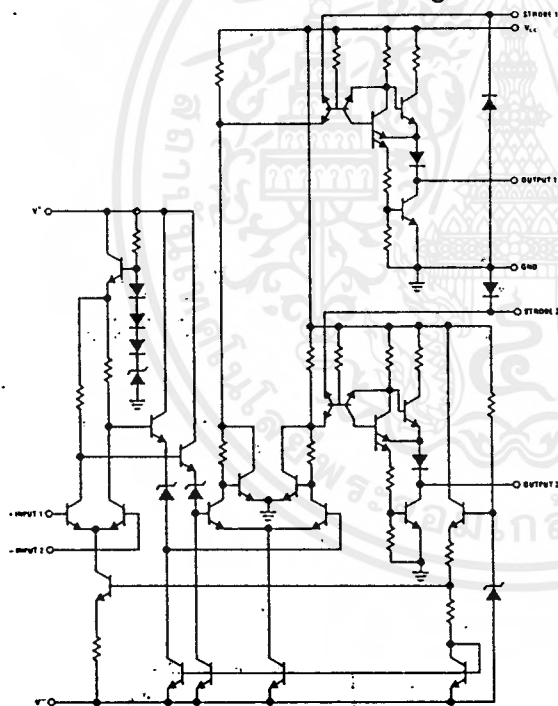 STROBE 1
Vcc
OUTPUT 1
GND
STROBE 2
V+
OUTPUT 2
+ INPUT 1
- INPUT 2
V-